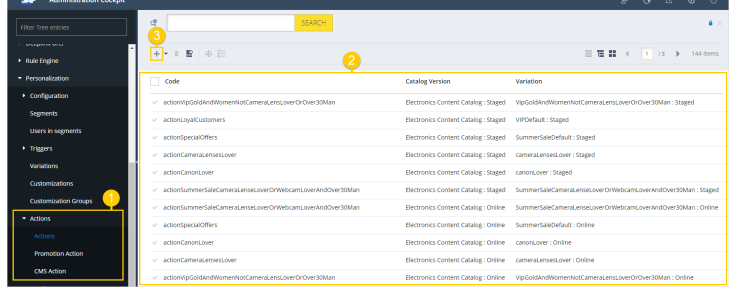 SAP Administration Cockpit
Filter Tree entries
Rule Engine
Personalization
Configuration
Segments
Users in segments
Triggers
Variations
Customizations
Customization Groups
1
Actions
Actions
Promotion Action
CMS Action
SEARCH
3
2
1 / 3 144 items
Code Catalog Version Variation
actionVipGoldAndWomenNotCameraLensLoverOrOver30Man Electronics Content Catalog : Staged VipGoldAndWomenNotCameraLensLoverOrOver30Man : Staged
actionLoyalCustomers Electronics Content Catalog : Staged VIPDefault : Staged
actionSpecialOffers Electronics Content Catalog : Staged SummerSaleDefault : Staged
actionCameraLensesLover Electronics Content Catalog : Staged cameraLensesLover : Staged
actionCanonLover Electronics Content Catalog : Staged canonLover : Staged
actionSummerSaleCameraLenseLoverOrWebcamLoverAndOver30Man Electronics Content Catalog : Staged SummerSaleCameraLenseLoverOrWebcamLoverAndOver30Man : Staged
actionSummerSaleCameraLenseLoverOrWebcamLoverAndOver30Man Electronics Content Catalog : Online SummerSaleCameraLenseLoverOrWebcamLoverAndOver30Man : Online
actionSpecialOffers Electronics Content Catalog : Online SummerSaleDefault : Online
actionCanonLover Electronics Content Catalog : Online canonLover : Online
actionCameraLensesLover Electronics Content Catalog : Online cameraLensesLover : Online
actionVipGoldAndWomenNotCameraLensLoverOrOver30Man Electronics Content Catalog : Online VipGoldAndWomenNotCameraLensLoverOrOver30Man : Online